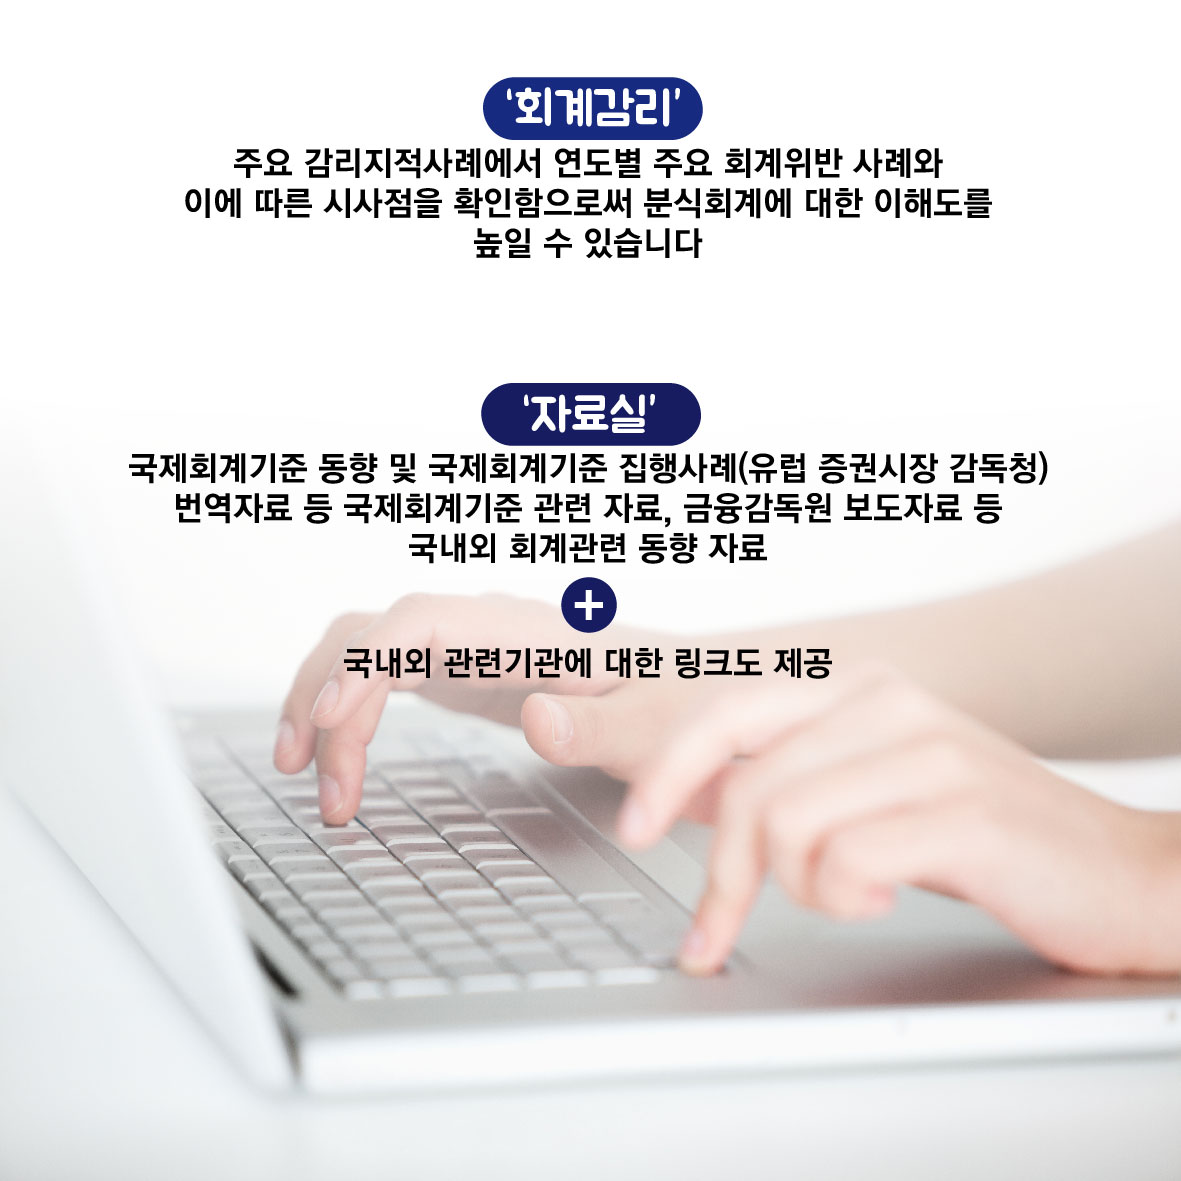 ‘회계감리’
주요 감리지적사례에서 연도별 주요 회계위반 사례와
이에 따른 시사점을 확인함으로써 분식회계에 대한 이해도를
높일 수 있습니다
‘자료실’
국제회계기준 동향 및 국제회계기준 집행사례(유럽 증권시장 감독청)
번역자료 등 국제회계기준 관련 자료, 금융감독원 보도자료 등
국내외 회계관련 동향 자료
+
국내외 관련기관에 대한 링크도 제공